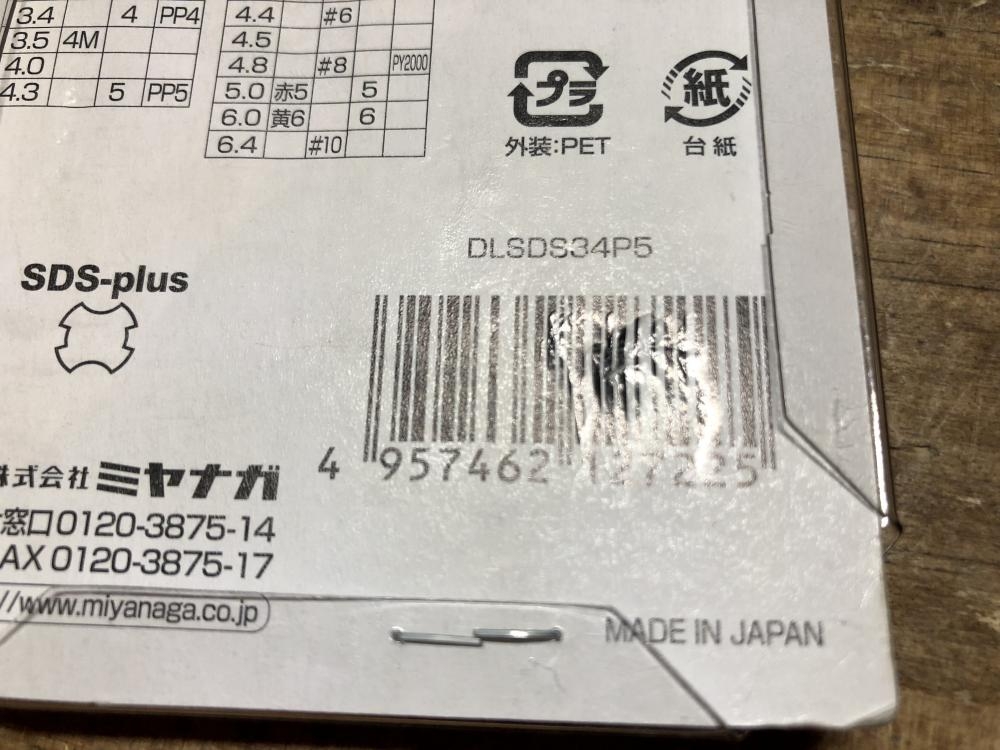 3.4 4 PP4
3.5 4M
4.0
4.3 5 PP5
4.4 #6
4.5
4.8 #8 PY2000
5.0 赤5 5
6.0 黄6 6
6.4 #10
プラ
外装:PET
紙
台紙
DLSDS34P5
SDS-plus
4 957462 127225
株式会社 ミヤナガ
窓口0120-3875-14
AX 0120-3875-17
//www.miyanaga.co.jp
MADE IN JAPAN